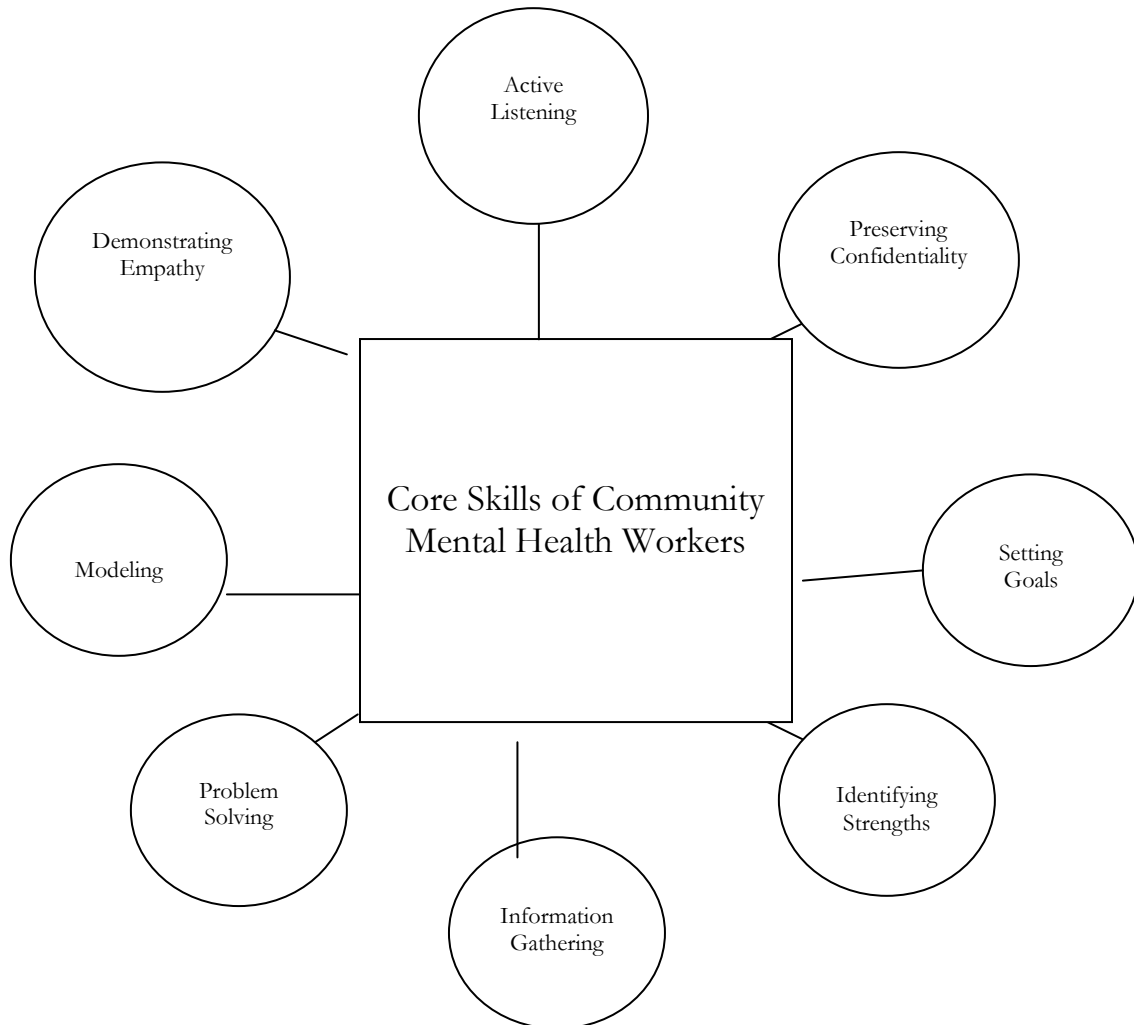 Active
Listening
Preserving
Confidentiality
Demonstrating
Empathy
Core Skills of Community
Mental Health Workers
Setting
Goals
Modeling
Problem
Solving
Identifying
Strengths
Information
Gathering